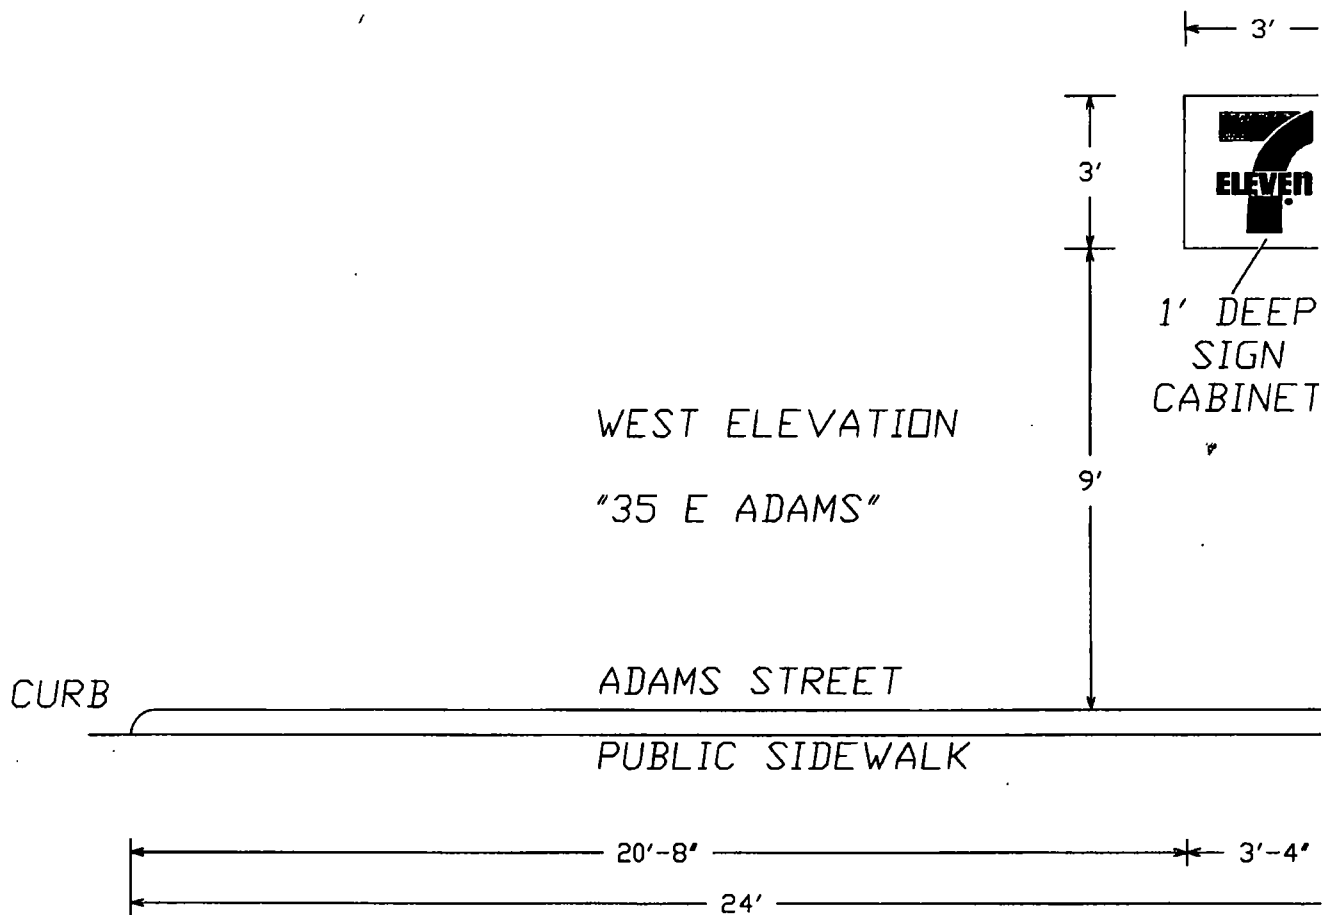 3'
3'
7
ELEVEn
1' DEEP
SIGN
CABINET
WEST ELEVATION
9'
"35 E ADAMS"
ADAMS STREET
CURB
PUBLIC SIDEWALK
20'-8"
3'-4"
24'